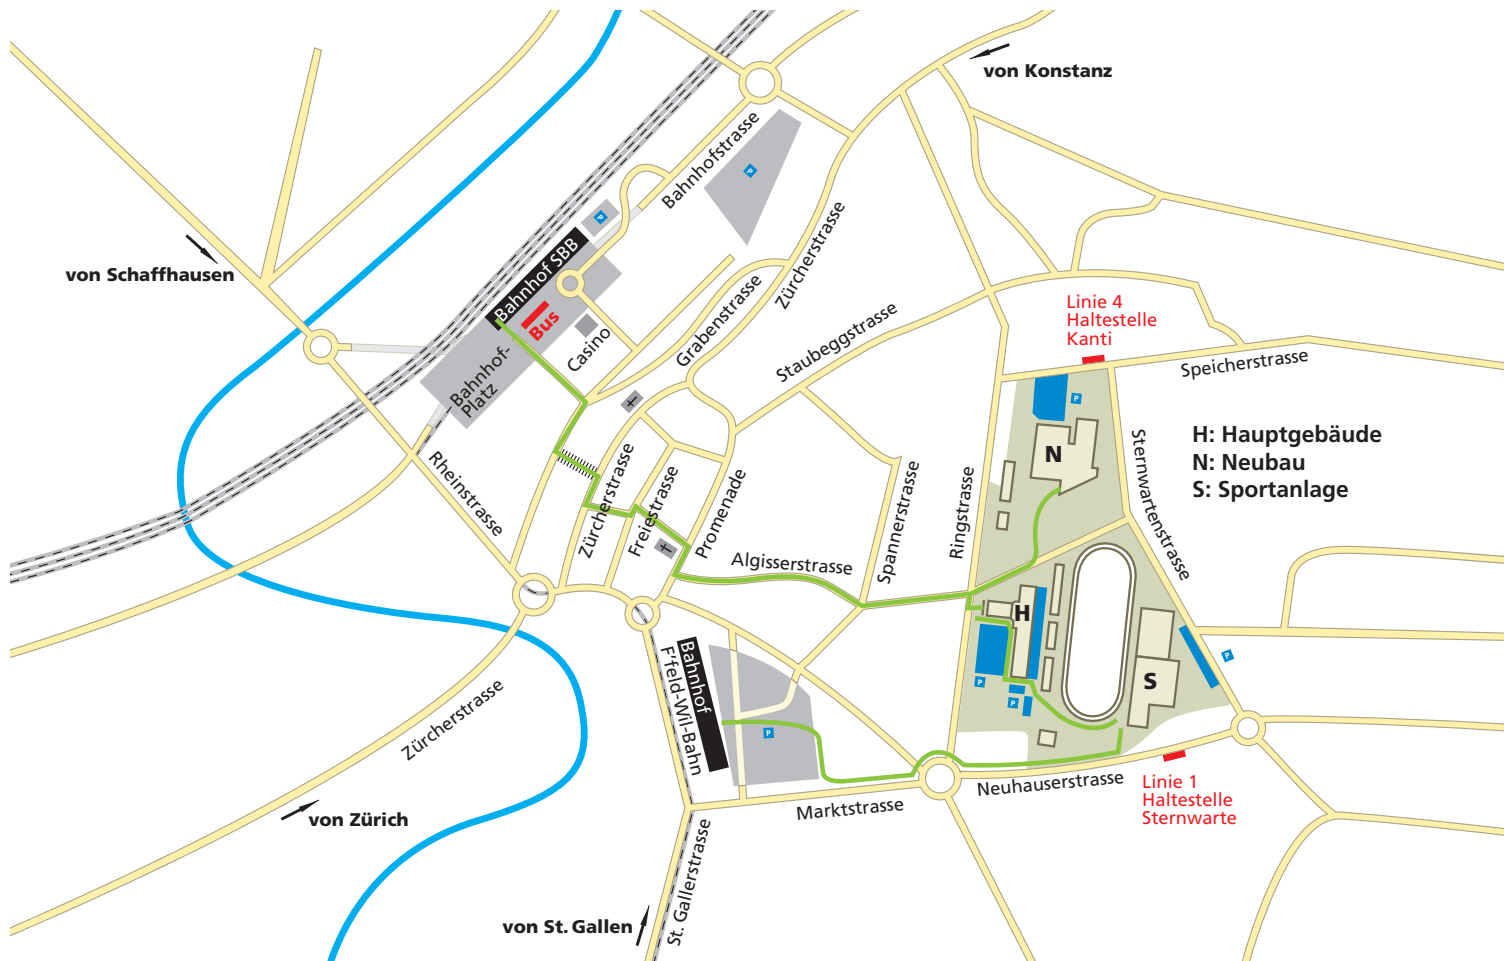 von Konstanz
Bahnhofstrasse
P
P
von Schaffhausen
Bahnhof SBB
Bus
Zürcherstrasse
Grabenstrasse
Casino
Bahnhof-
Platz
Staubeggstrasse
Linie 4
Haltestelle
Kanti
Speicherstrasse
P
H: Hauptgebäude
N: Neubau
S: Sportanlage
N
Sternwartenstrasse
Rheinstrasse
Zürcherstrasse
Freiestrasse
Promenade
Algisserstrasse
Spannerstrasse
Ringstrasse
H
S
P
P
P
Bahnhof
F'feld-Wil-Bahn
P
Zürcherstrasse
von Zürich
Marktstrasse
Neuhauserstrasse
Linie 1
Haltestelle
Sternwarte
St. Gallerstrasse
von St. Gallen